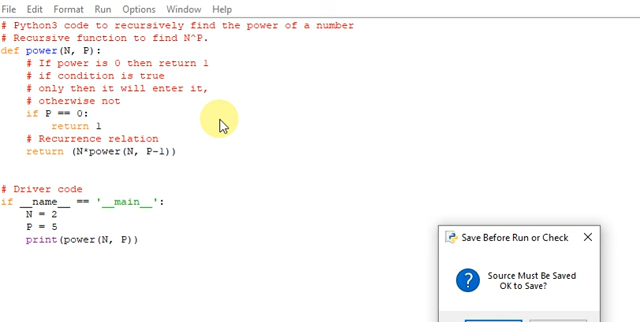 File Edit Format Run Options Window Help
# Python3 code to recursively find the power of a number
# Recursive function to find N^P.
def power(N, P):
# If power is 0 then return 1
# if condition is true
# only then it will enter it,
# otherwise not
if P == 0:
return 1
# Recurrence relation
return (N*power(N, P-1))
# Driver code
if __name__ == '__main__':
N = 2
P = 5
print(power(N, P))
Save Before Run or Check
Source Must Be Saved
OK to Save?